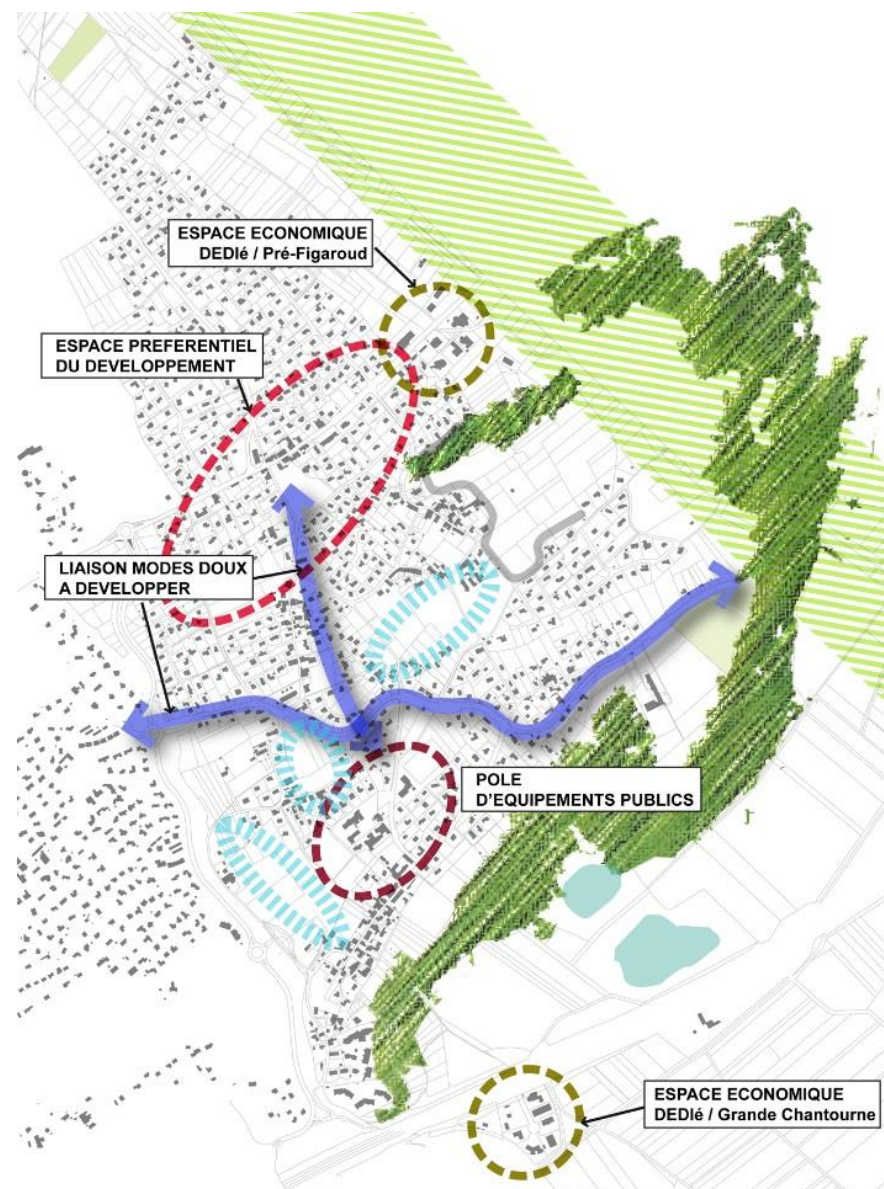 ESPACE ECONOMIQUE
DEDIé / Pré-Figaroud
ESPACE PREFERENTIEL
DU DEVELOPPEMENT
LIAISON MODES DOUX
A DEVELOPPER
POLE
D'EQUIPEMENTS PUBLICS
ESPACE ECONOMIQUE
DEDIé / Grande Chantourne